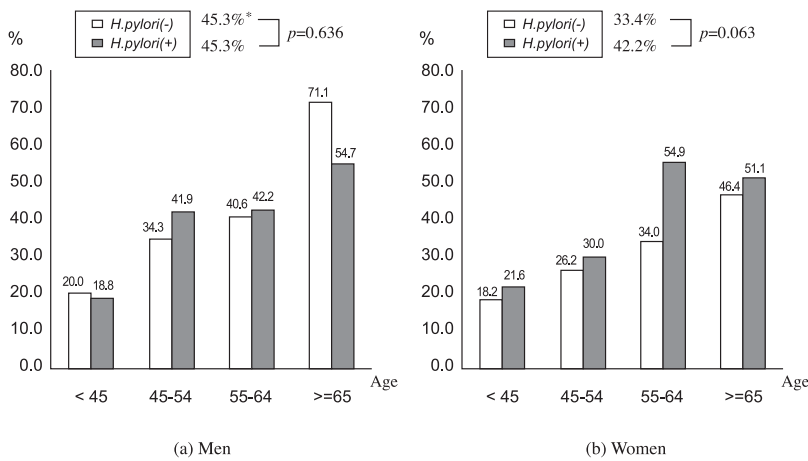 % H.pylori(-) 45.3%*
H.pylori(+) 45.3%
p=0.636
80.0
70.0
60.0
50.0
40.0
30.0
20.0
10.0
0.0
20.0 18.8
34.3 41.9
40.6 42.2
71.1 54.7
< 45 45-54 55-64 >=65 Age
(a) Men
% H.pylori(-) 33.4%
H.pylori(+) 42.2%
p=0.063
80.0
70.0
60.0
50.0
40.0
30.0
20.0
10.0
0.0
18.2 21.6
26.2 30.0
34.0 54.9
46.4 51.1
< 45 45-54 55-64 >=65 Age
(b) Women